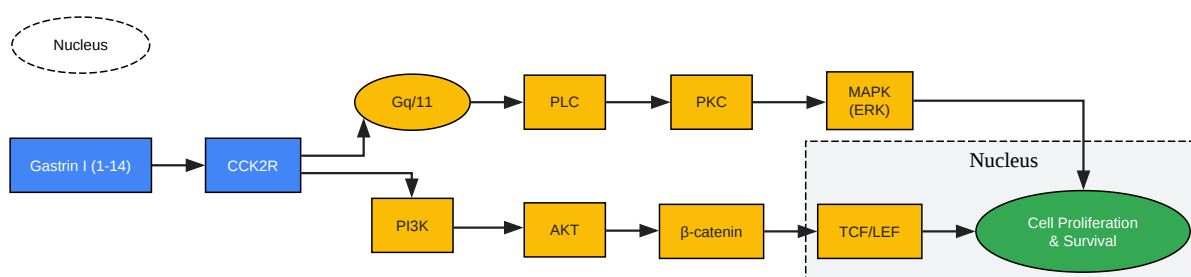 Nucleus
Gastrin I (1-14)
CCK2R
Gq/11
PLC
PKC
MAPK
(ERK)
PI3K
AKT
β-catenin
Nucleus
TCF/LEF
Cell Proliferation
& Survival